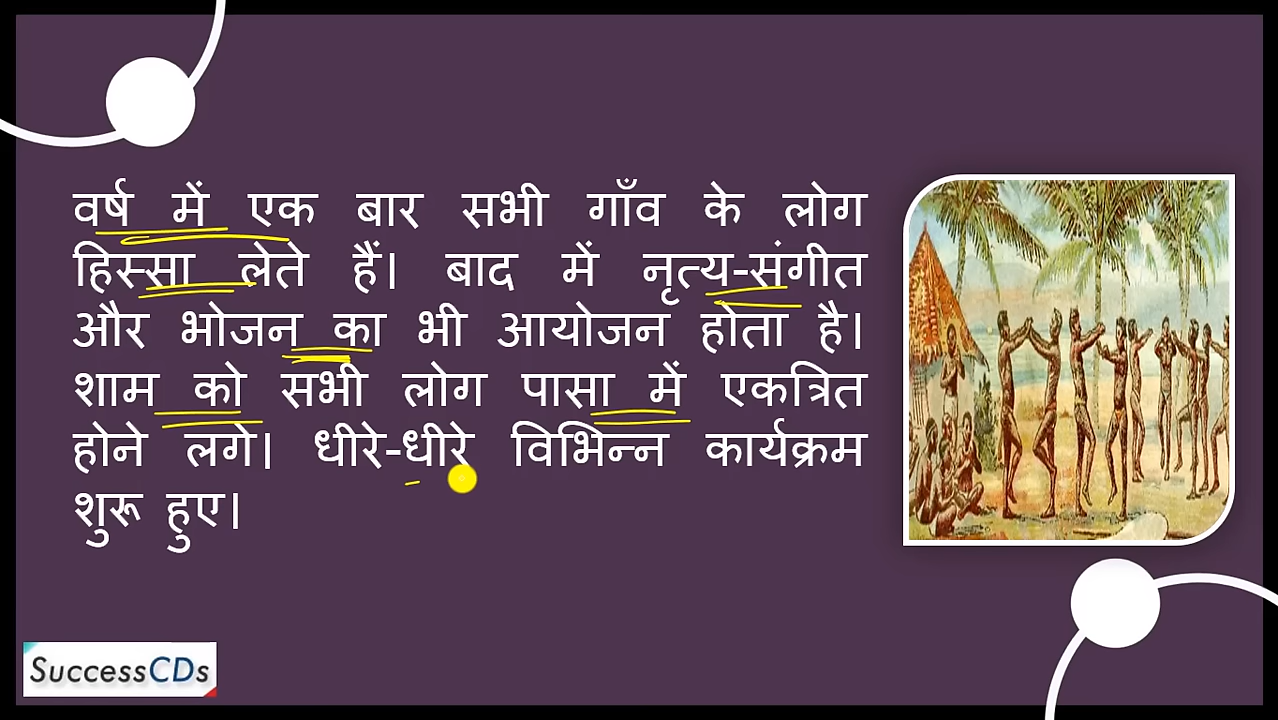 वर्ष में एक बार सभी गाँव के लोग
हिस्सा लेते हैं। बाद में नृत्य-संगीत
और भोजन का भी आयोजन होता है।
शाम को सभी लोग पासा में एकत्रित
होने लगे। धीरे-धीरे विभिन्न कार्यक्रम
शुरू हुए।
SuccessCDs